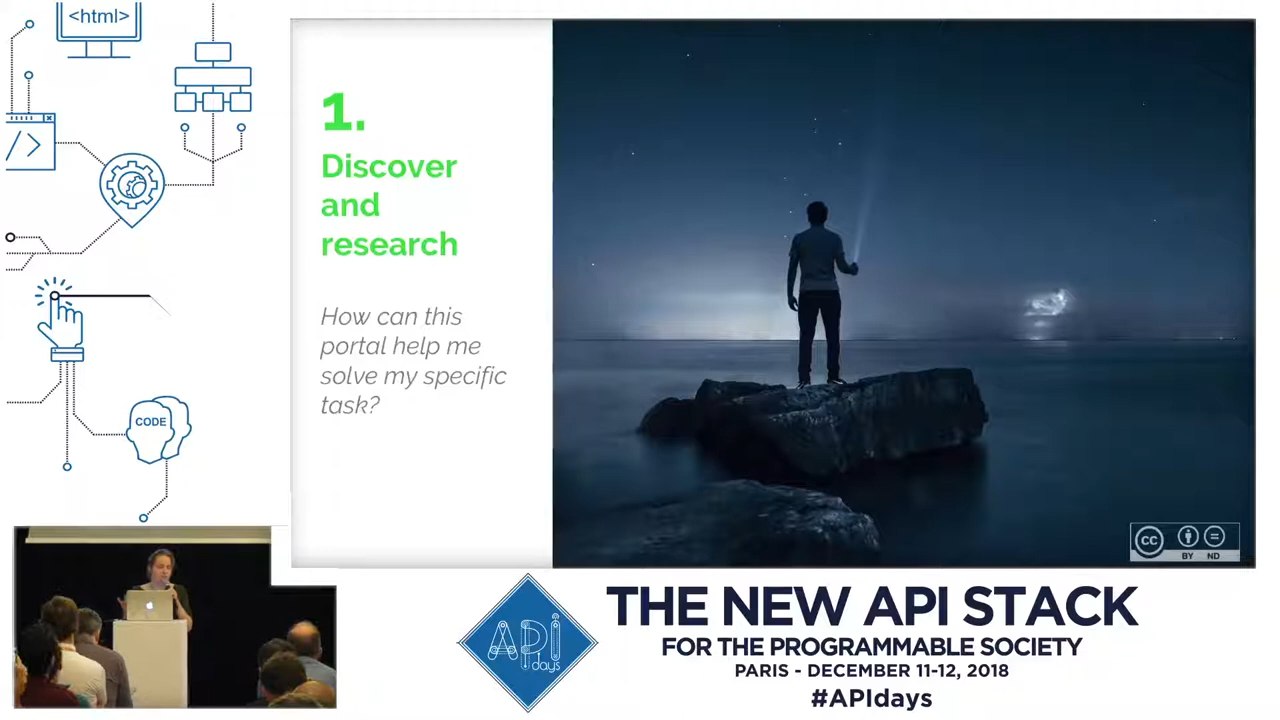 <html>
</>
CODE
1.
Discover
and
research
How can this
portal help me
solve my specific
task?
cc
BY ND
API
days
THE NEW API STACK
FOR THE PROGRAMMABLE SOCIETY
PARIS - DECEMBER 11-12, 2018
#APIdays